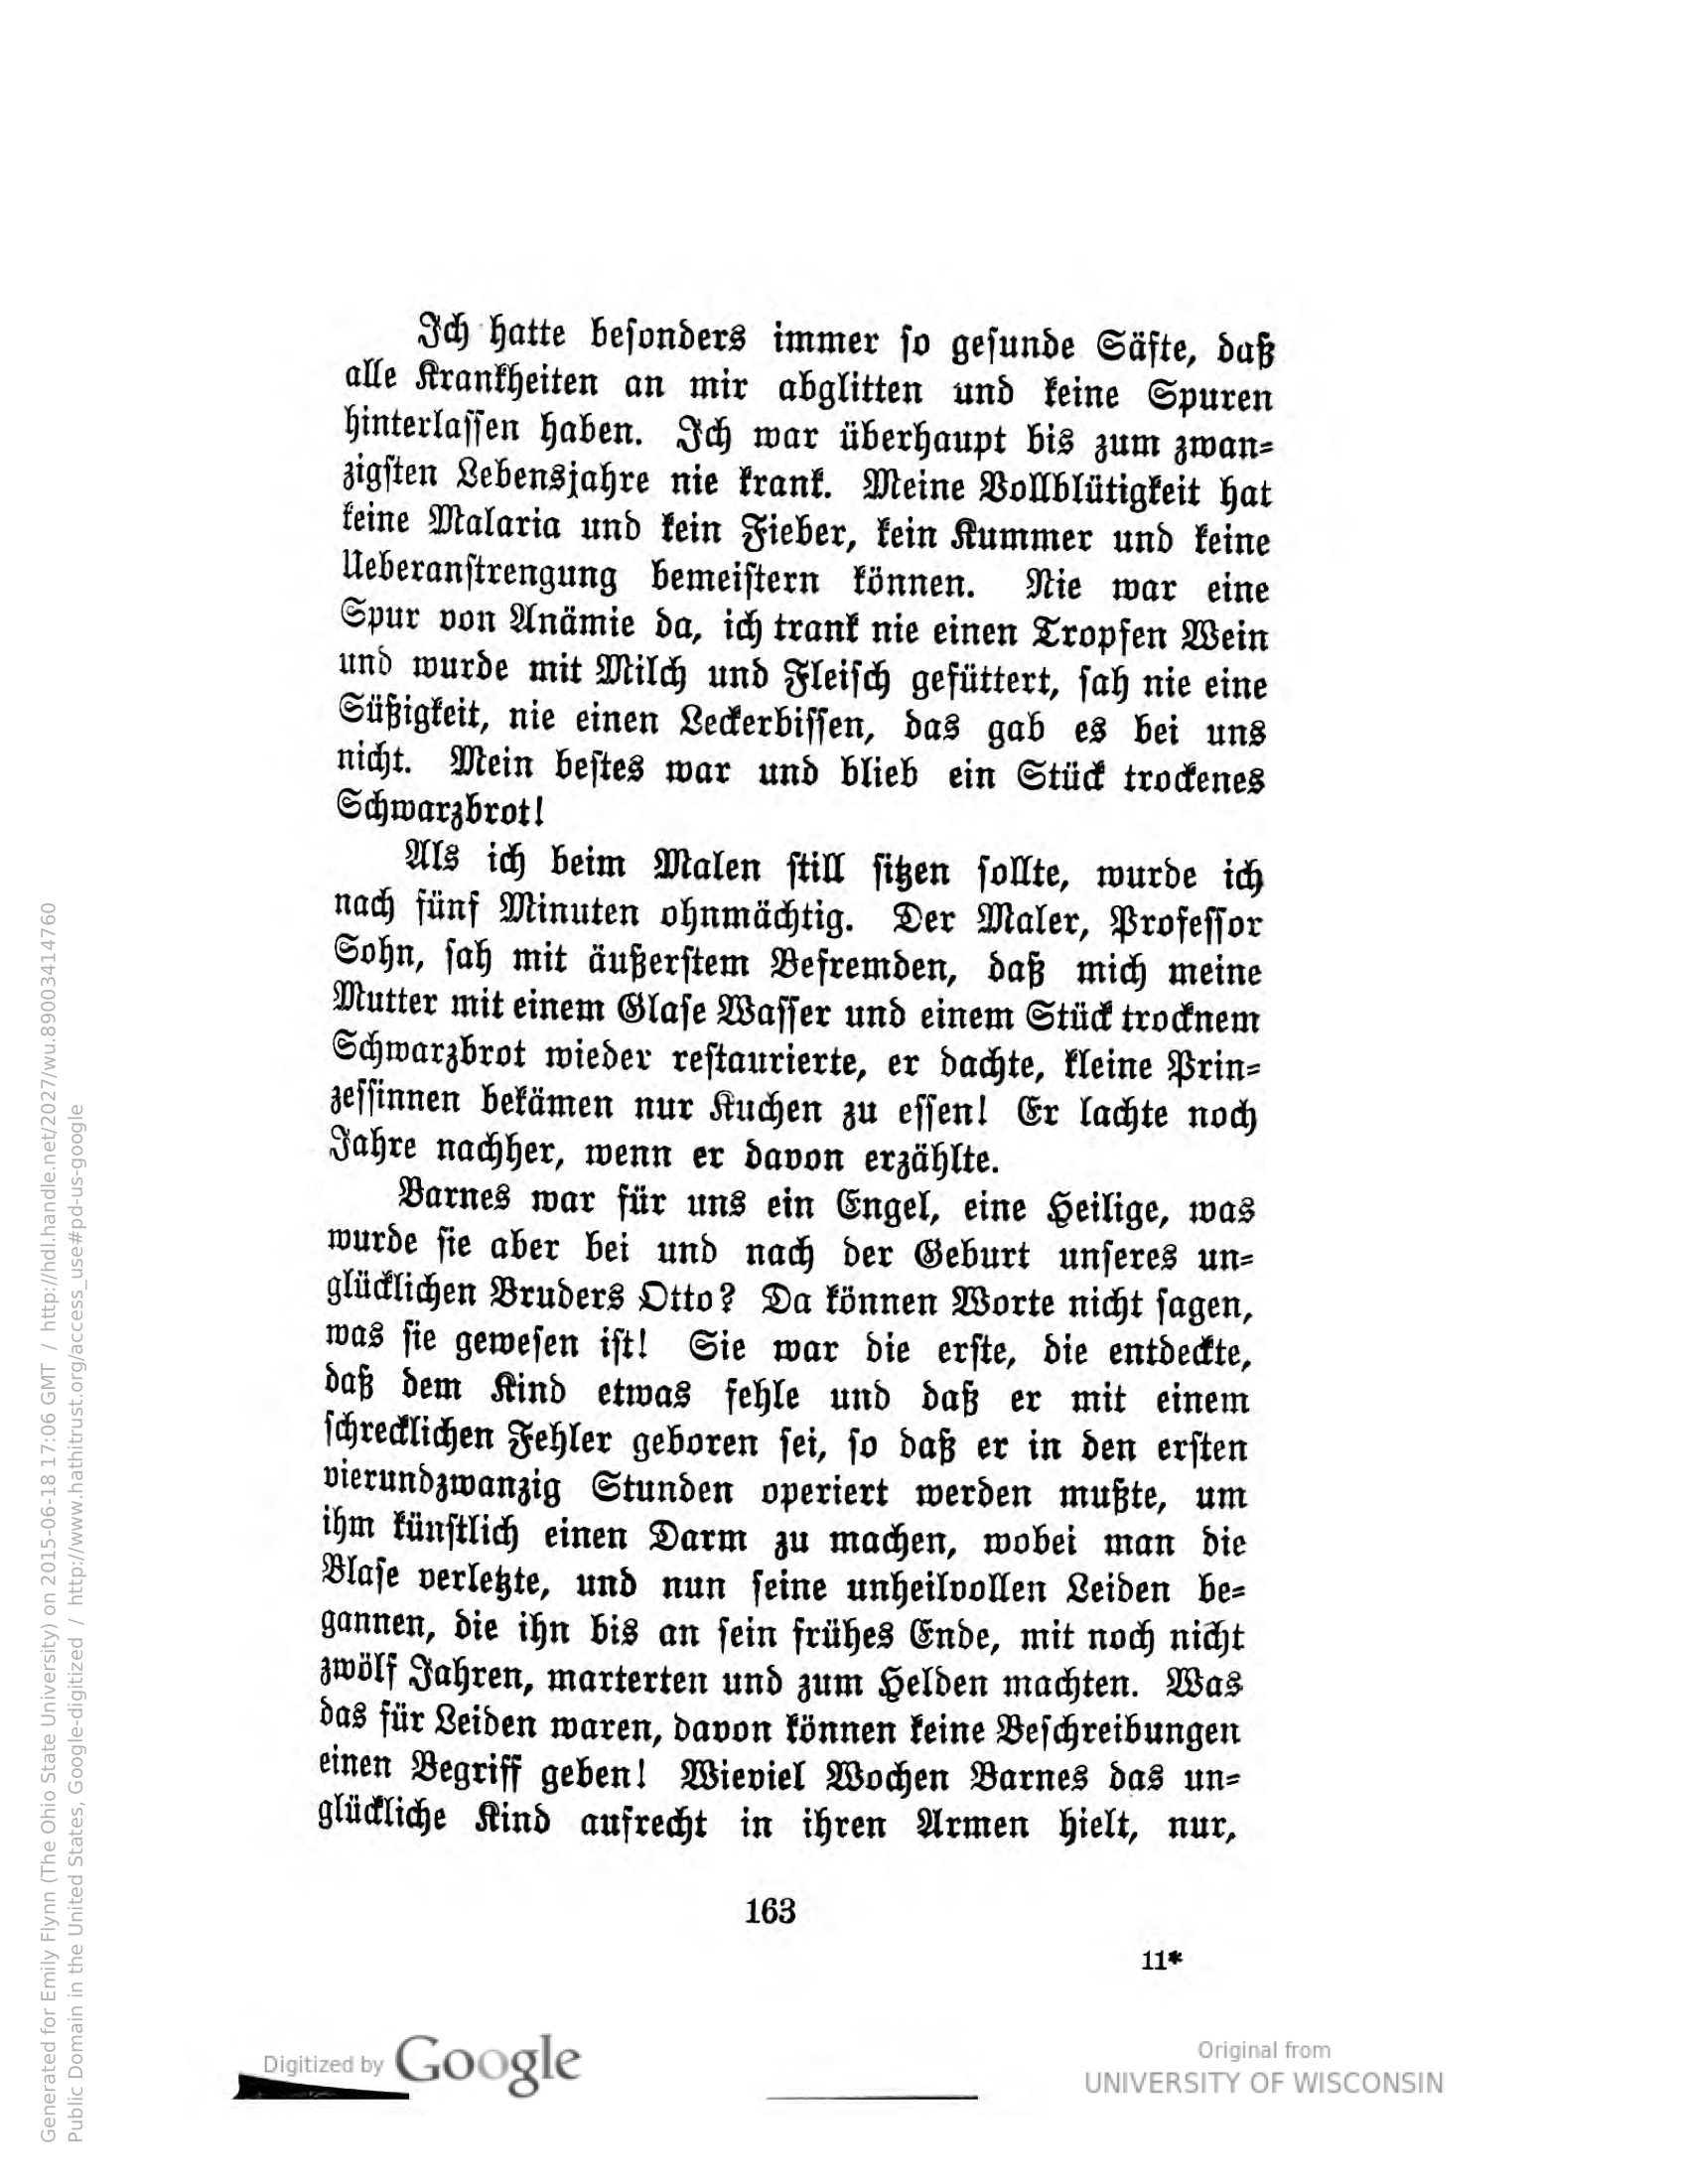 Ich hatte besonders immer so gesunde Säfte, daß
alle Krankheiten an mir abglitten und keine Spuren
hinterlassen haben. Ich war überhaupt bis zum zwan-
zigsten Lebensjahre nie krank. Meine Vollblütigkeit hat
keine Malaria und kein Fieber, kein Kummer und keine
Ueberanstrengung bemeistern können. Nie war eine
Spur von Anämie da, ich trank nie einen Tropfen Wein
und wurde mit Milch und Fleisch gefüttert, sah nie eine
Süßigkeit, nie einen Leckerbissen, das gab es bei uns
nicht. Mein bestes war und blieb ein Stück trockenes
Schwarzbrot!
Als ich beim Malen still sitzen sollte, wurde ich
nach fünf Minuten ohnmächtig. Der Maler, Professor
Sohn, sah mit äußerstem Befremden, daß mich meine
Mutter mit einem Glase Wasser und einem Stück trocknem
Schwarzbrot wieder restaurierte, er dachte, kleine Prin-
zessinnen bekämen nur Kuchen zu essen! Er lachte noch
Jahre nachher, wenn er davon erzählte.
Barnes war für uns ein Engel, eine Heilige, was
wurde sie aber bei und nach der Geburt unseres un-
glücklichen Bruders Otto? Da können Worte nicht sagen,
was sie gewesen ist! Sie war die erste, die entdeckte,
daß dem Kind etwas fehle und daß er mit einem
schrecklichen Fehler geboren sei, so daß er in den ersten
vierundzwanzig Stunden operiert werden mußte, um
ihm künstlich einen Darm zu machen, wobei man die
Blase verletzte, und nun seine unheilvollen Leiden be-
gannen, die ihn bis an sein frühes Ende, mit noch nicht
zwölf Jahren, marterten und zum Helden machten. Was
das für Leiden waren, davon können keine Beschreibungen
einen Begriff geben! Wieviel Wochen Barnes das un-
glückliche Kind aufrecht in ihren Armen hielt, nur,
163
11*
Digitized by Google
Original from
UNIVERSITY OF WISCONSIN
Generated for Emily Flynn (The Ohio State University) on 2015-06-18 17:06 GMT / http://hdl.handle.net/2027/wu.89003414760
Public Domain in the United States, Google-digitized / http://www.hathitrust.org/access_use#pd-us-google